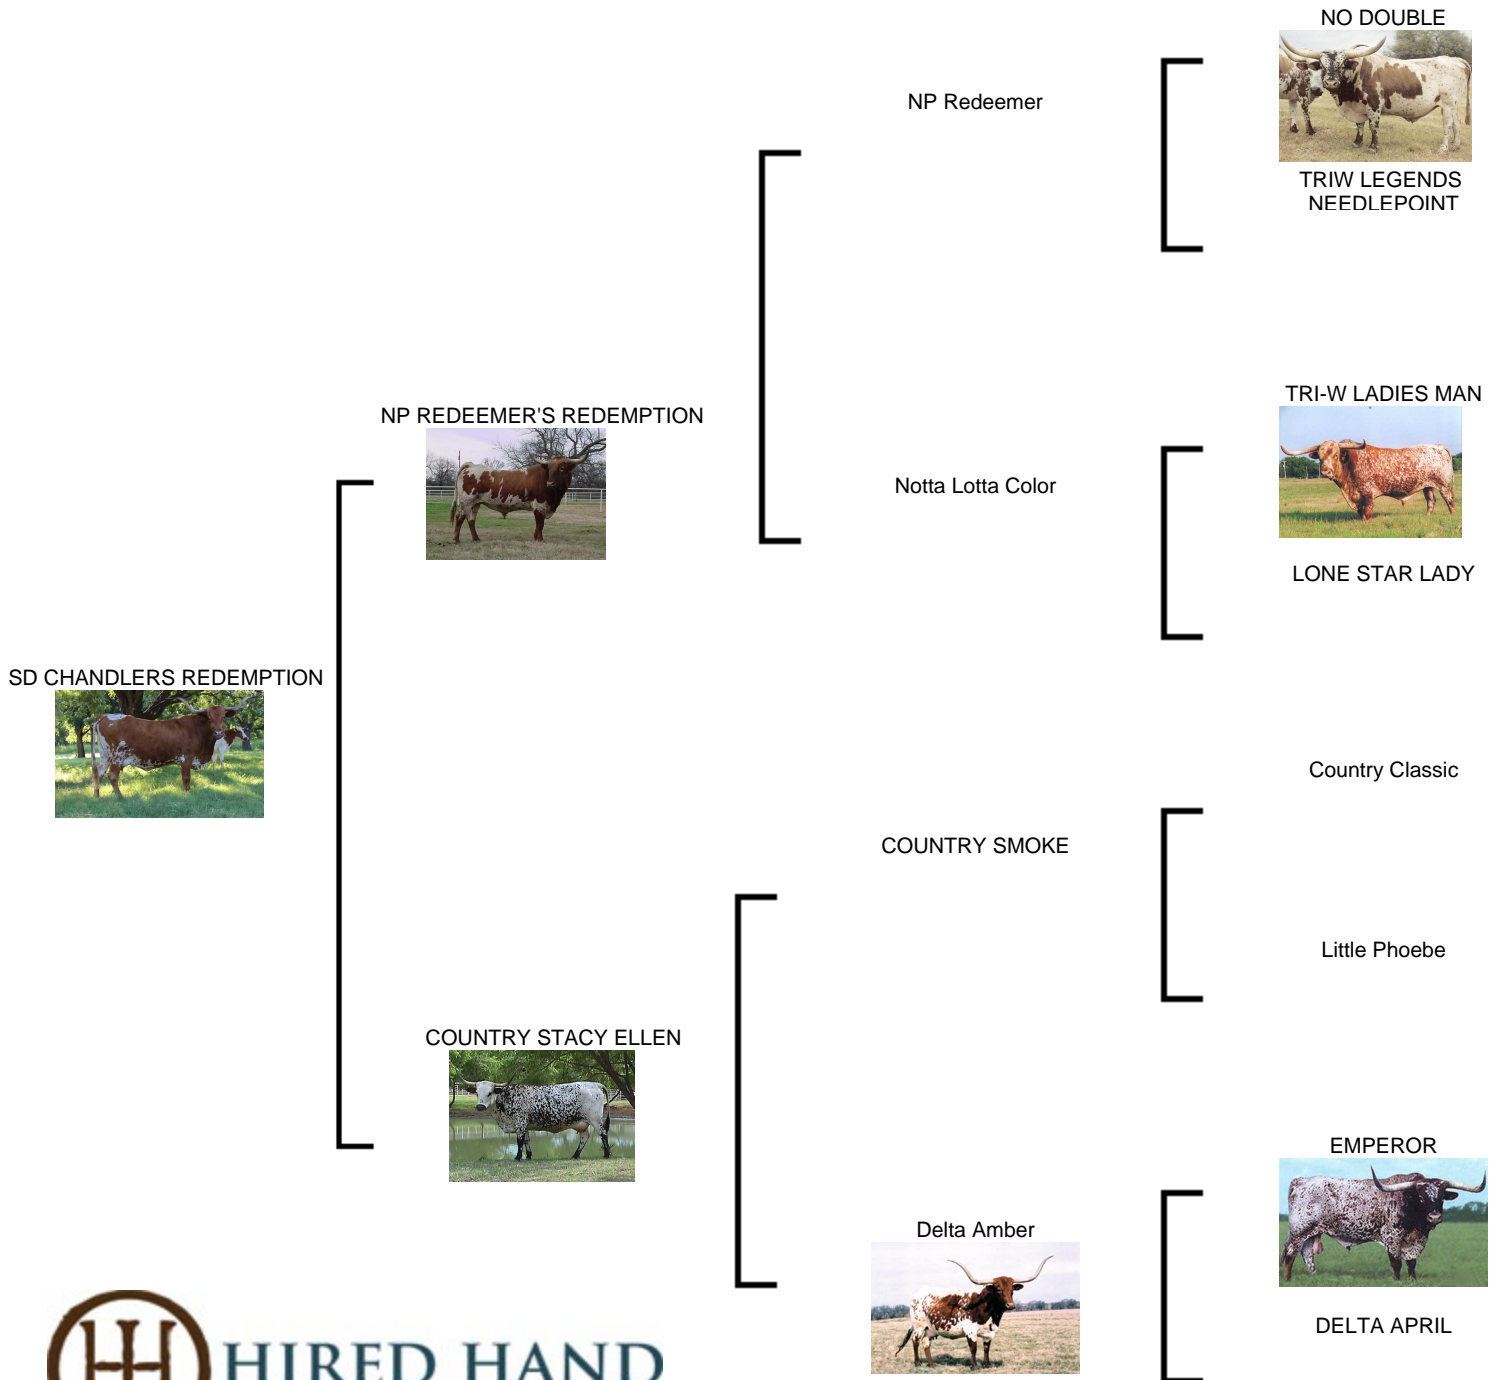 NO DOUBLE
NP Redeemer
TRIW LEGENDS
NEEDLEPOINT
TRI-W LADIES MAN
NP REDEEMER'S REDEMPTION
Notta Lotta Color
LONE STAR LADY
SD CHANDLERS REDEMPTION
Country Classic
COUNTRY SMOKE
Little Phoebe
COUNTRY STACY ELLEN
EMPEROR
Delta Amber
DELTA APRIL
HIRED HAND